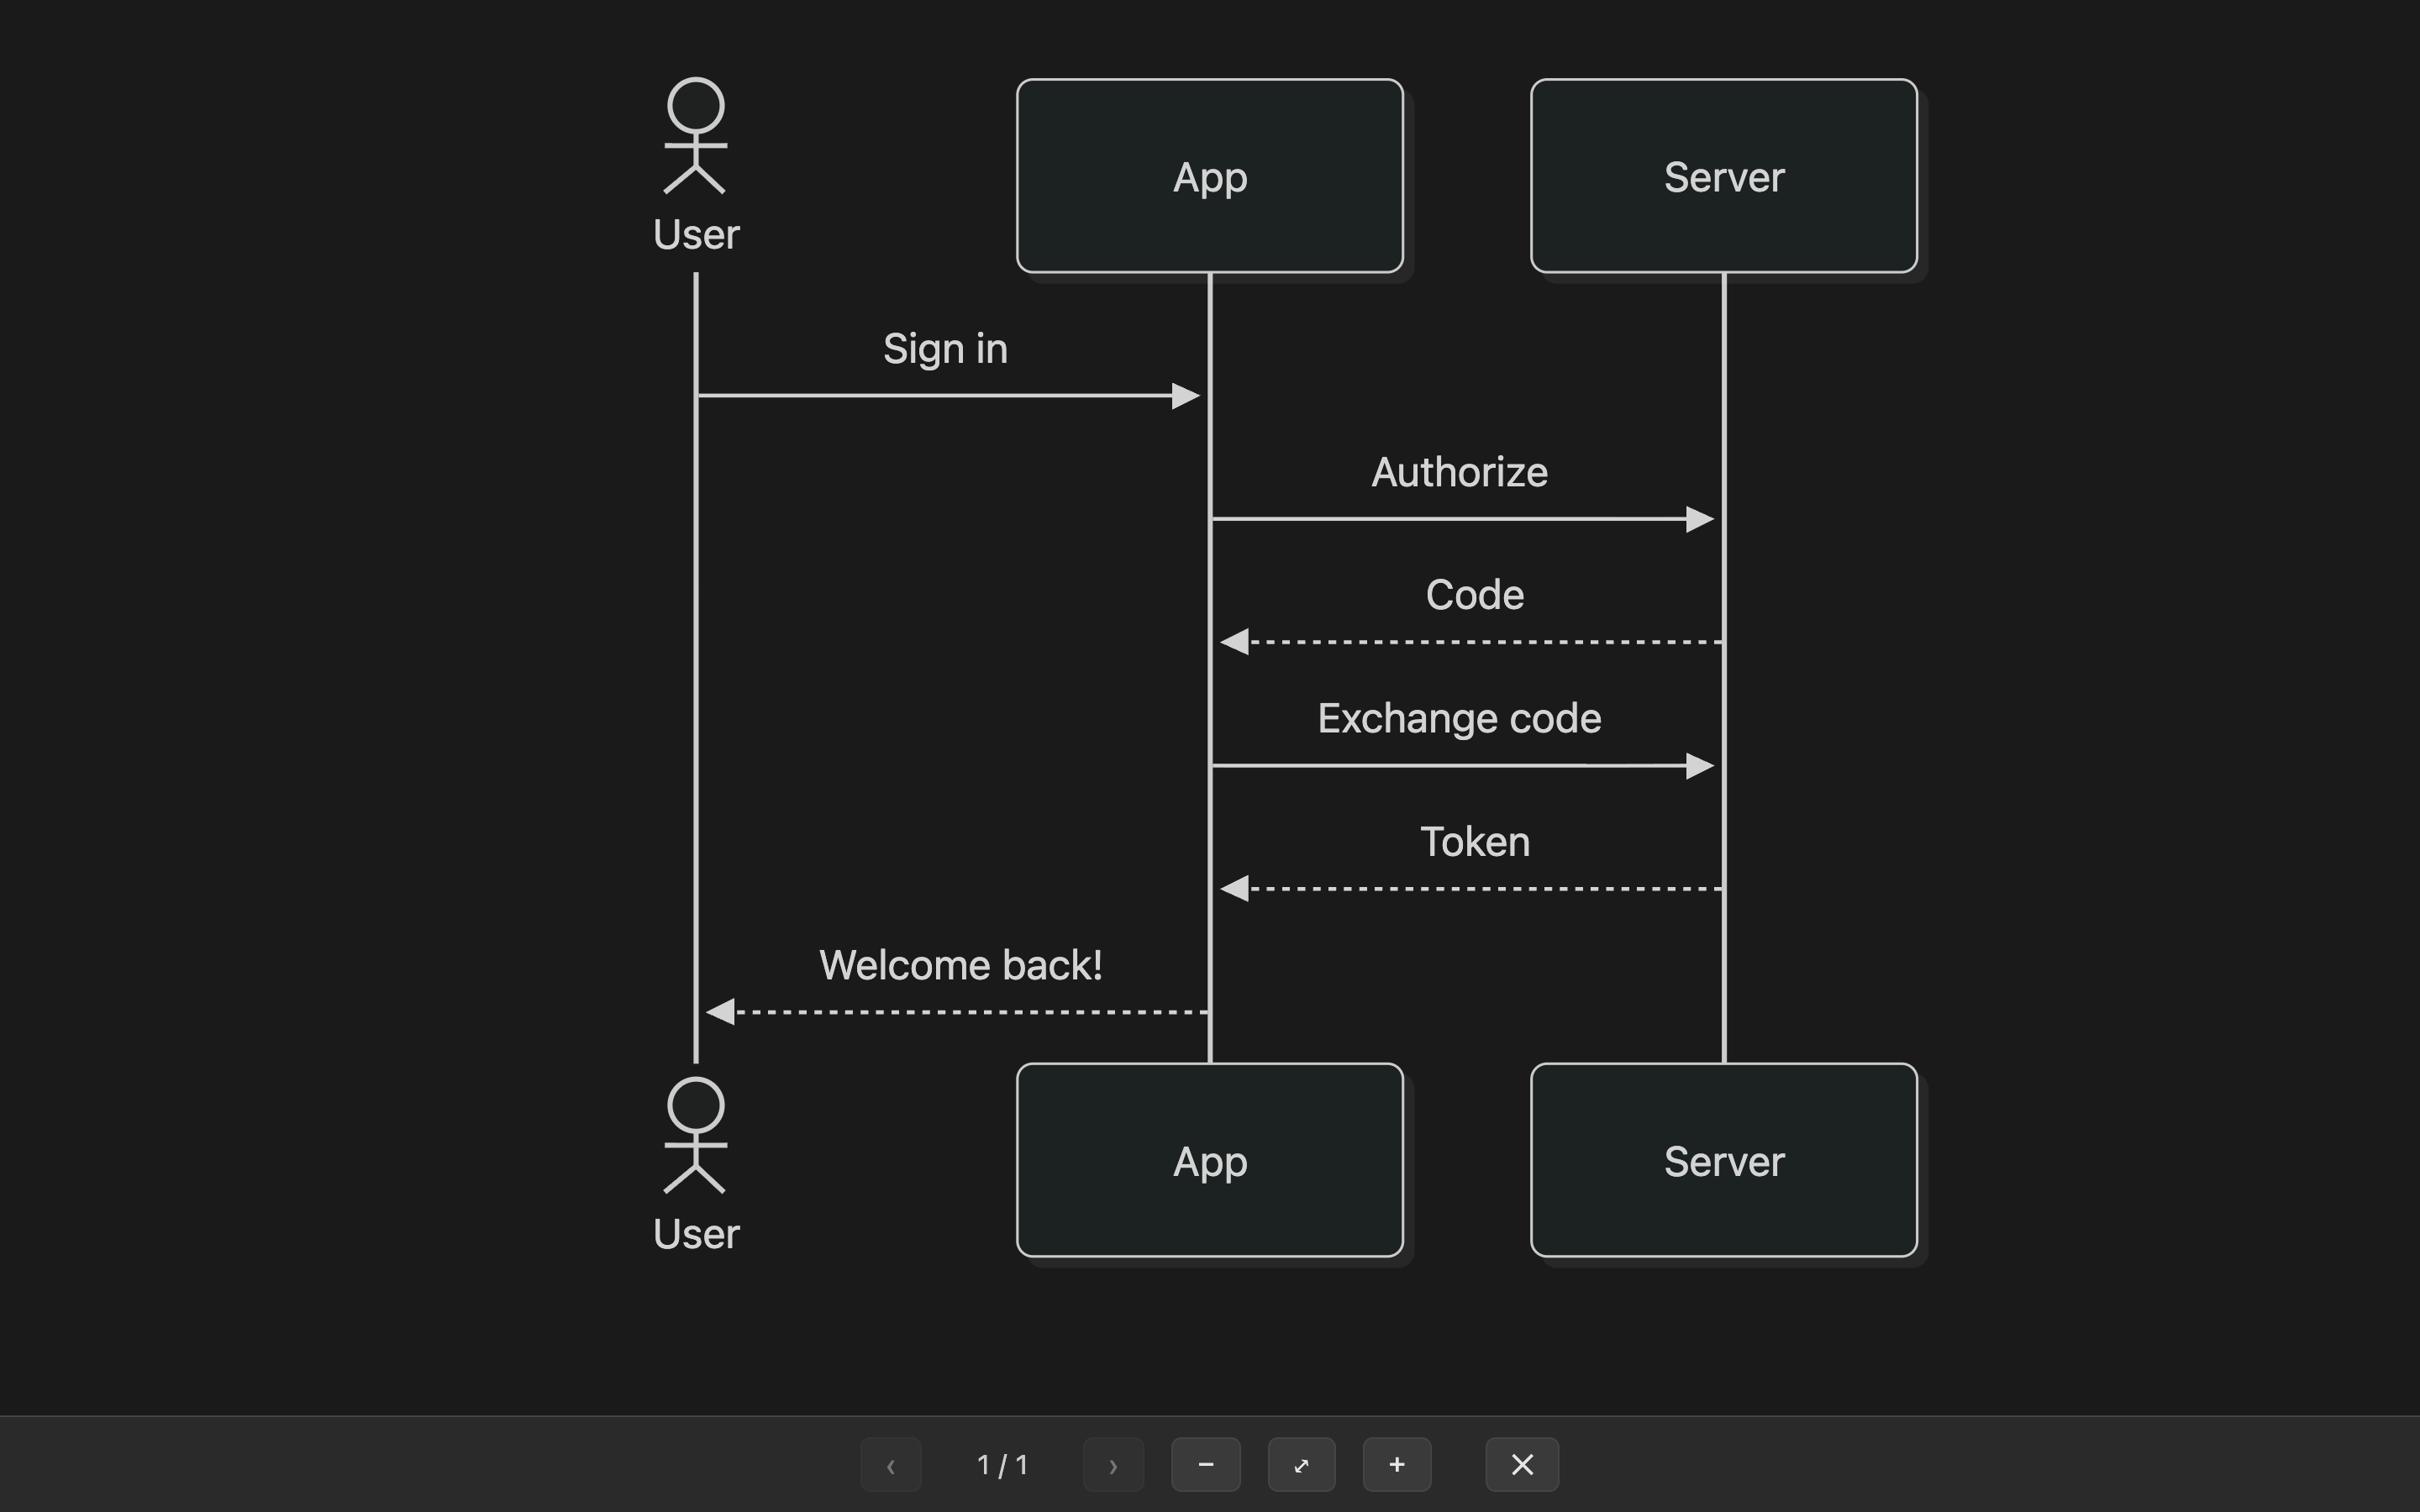 User
App
Server
Sign in
Authorize
Code
Exchange code
Token
Welcome back!
User
App
Server
1 / 1